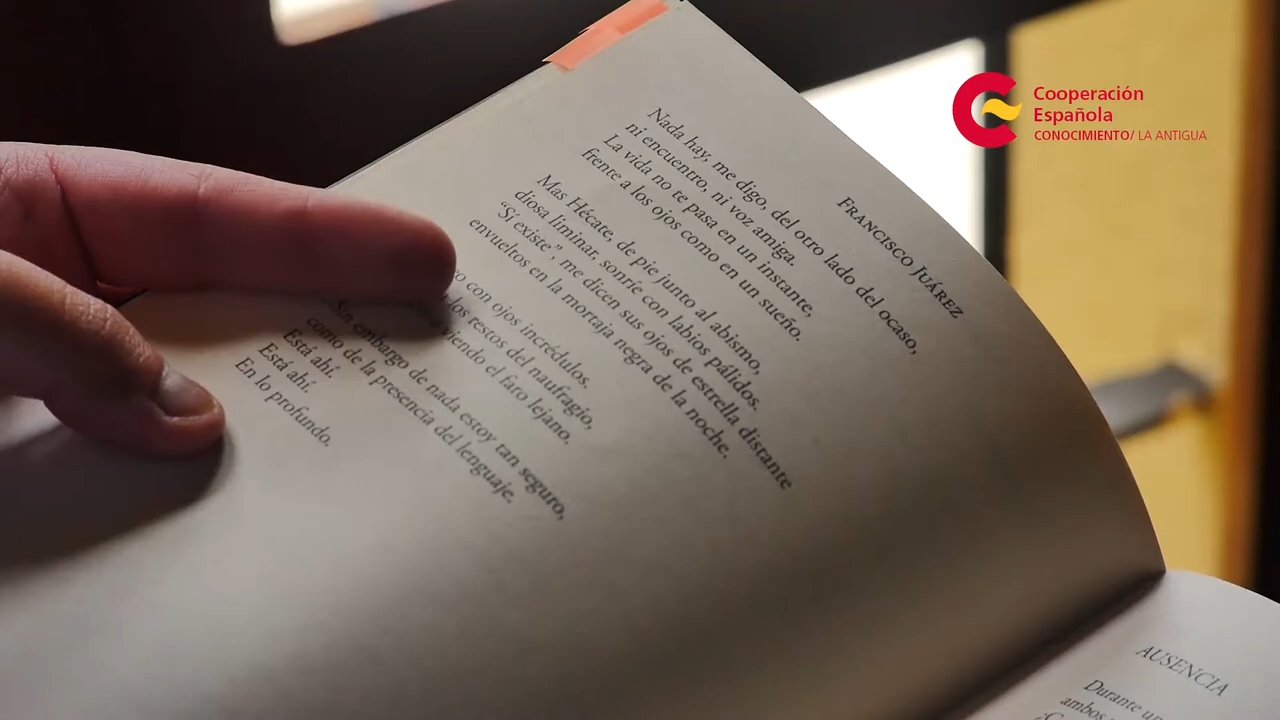 Cooperación
Española
CONOCIMIENTO/ LA ANTIGUA
FRANCISCO JUÁREZ
Nada hay, me digo, del otro lado del ocaso,
ni encuentro, ni voz amiga.
La vida no te pasa en un instante,
frente a los ojos como en un sueño.
Mas Hécate, de pie junto al abismo,
diosa liminar, sonríe con labios pálidos.
“Sí existe”, me dicen sus ojos de estrella distante
envueltos en la mortaja negra de la noche.
con ojos incrédulos.
los restos del naufragio,
viendo el faro lejano.
Sin embargo de nada estoy tan seguro,
como de la presencia del lenguaje.
Está ahí.
Está ahí.
En lo profundo.
AUSENCIA
Durante
ambos